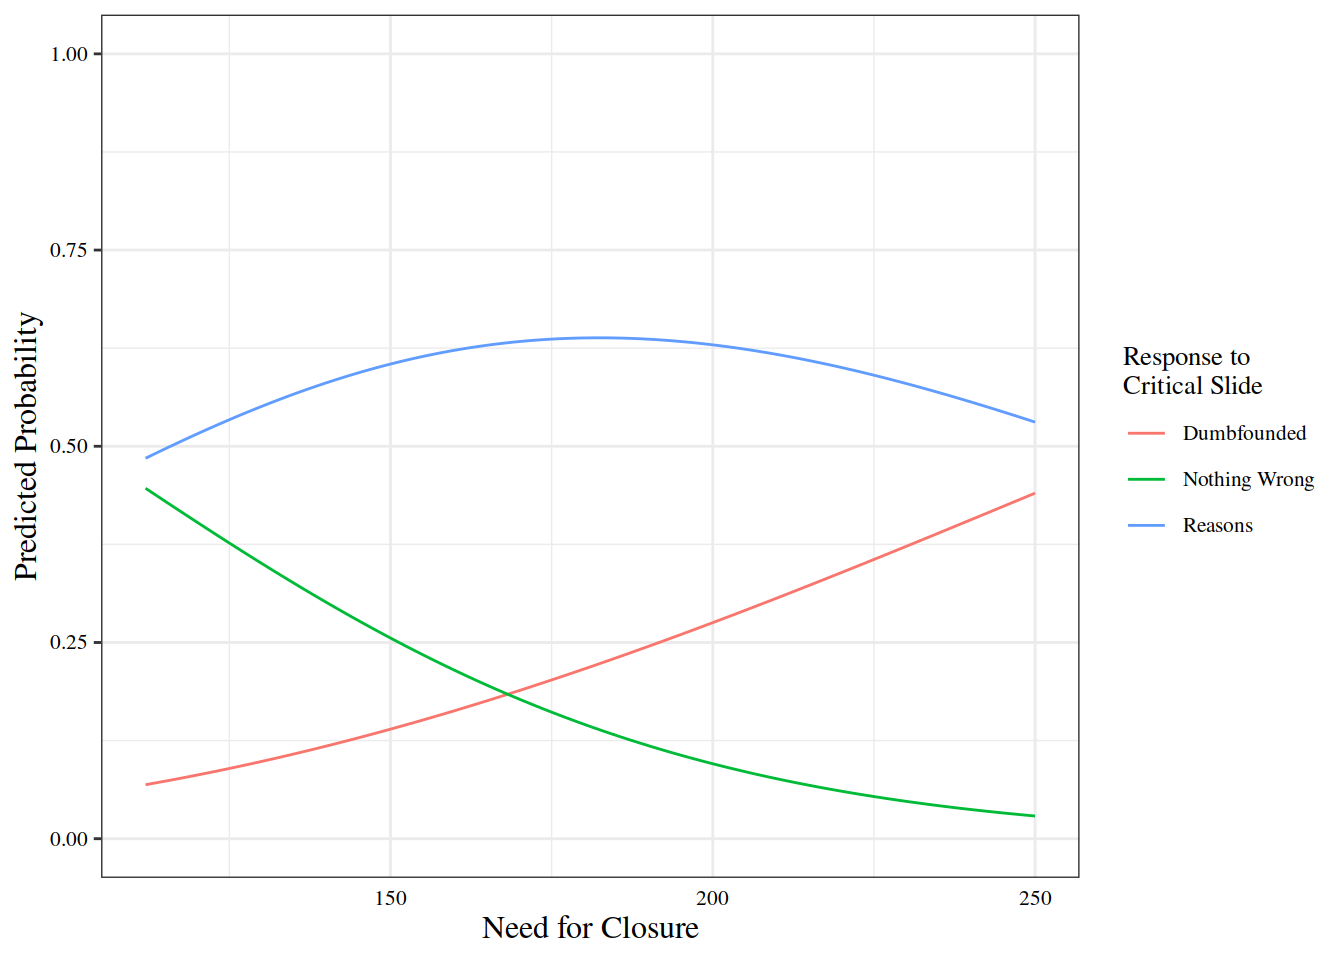 1.00
0.75
0.50
0.25
0.00
Predicted Probability
150
200
250
Need for Closure
Response to
Critical Slide
Dumbfounded
Nothing Wrong
Reasons